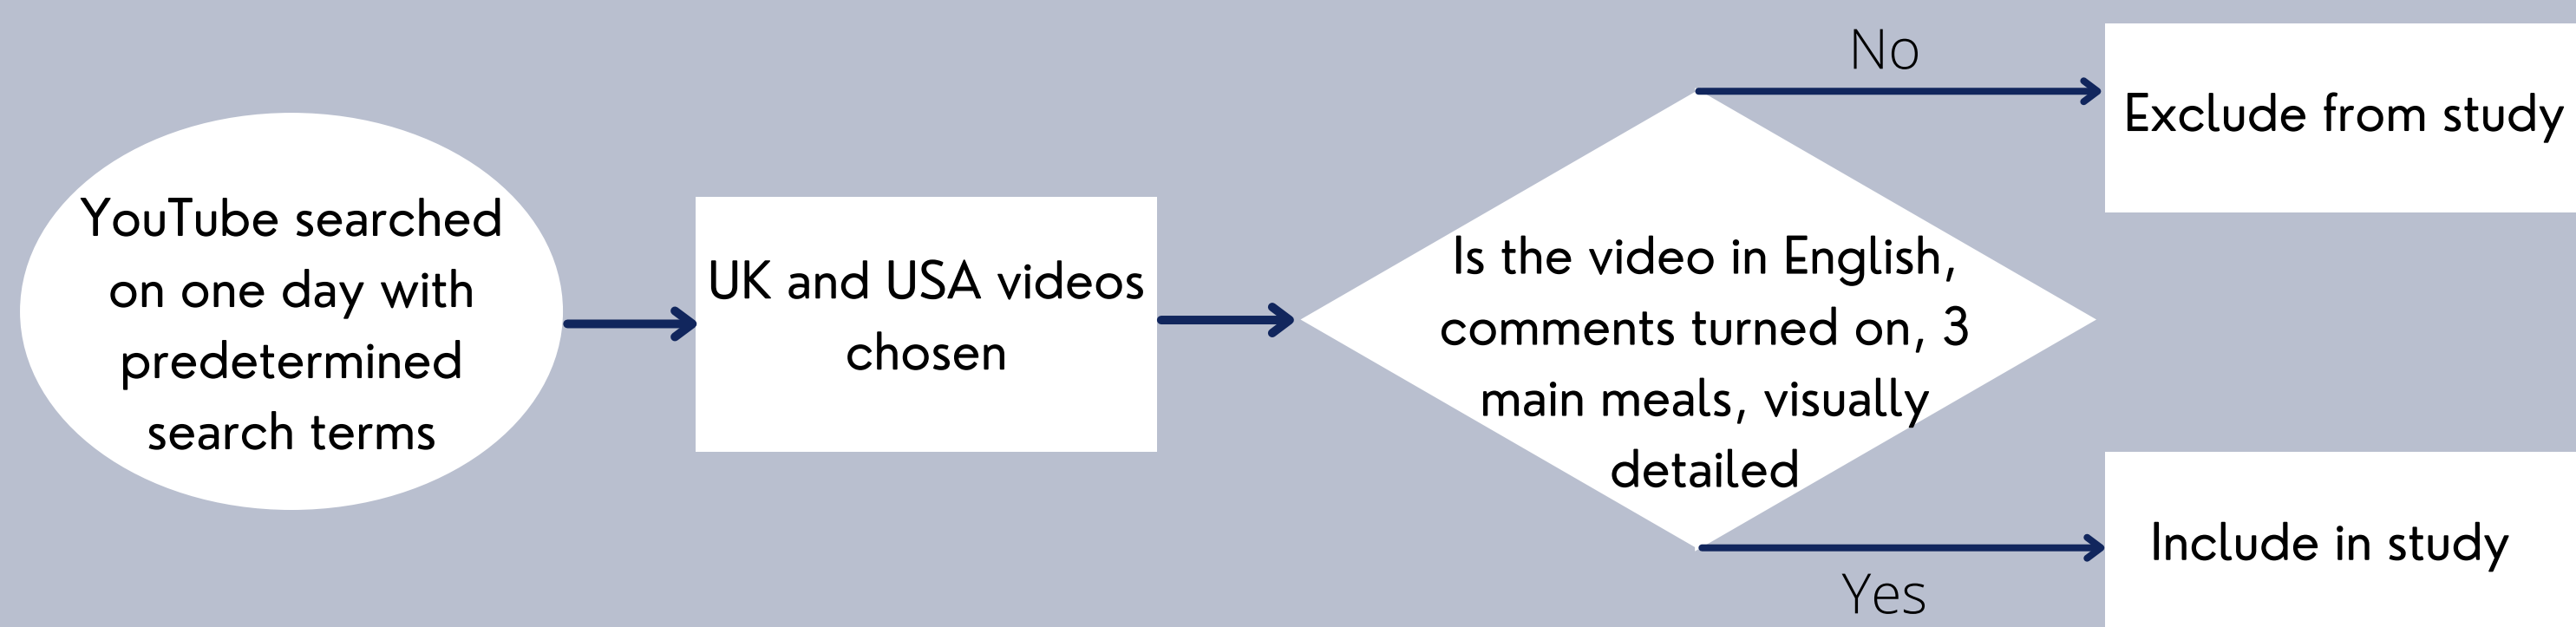 YouTube searched
on one day with
predetermined
search terms
UK and USA videos
chosen
Is the video in English,
comments turned on, 3
main meals, visually
detailed
No
Exclude from study
Yes
Include in study